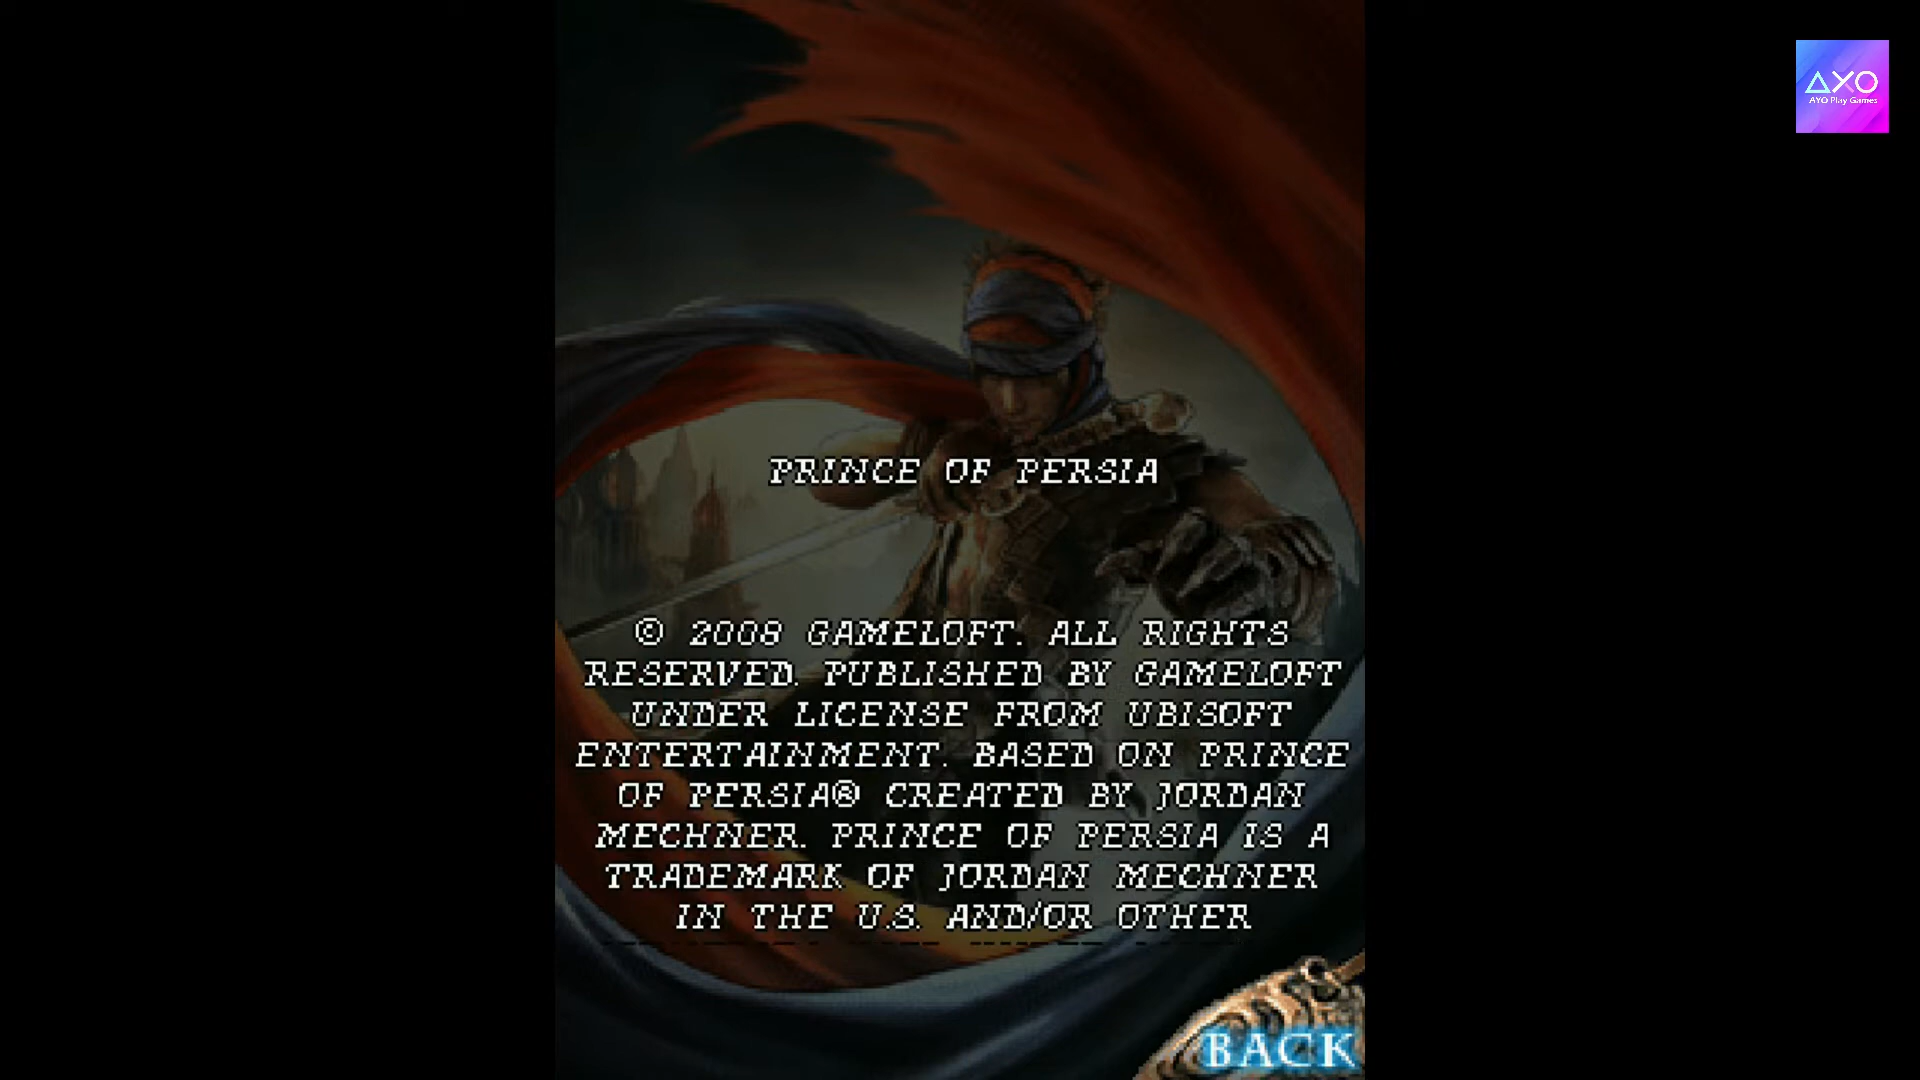 AXO
AYO Play Games
PRINCE OF PERSIA
© 2008 GAMELOFT. ALL RIGHTS
RESERVED. PUBLISHED BY GAMELOFT
UNDER LICENSE FROM UBISOFT
ENTERTAINMENT. BASED ON PRINCE
OF PERSIA® CREATED BY JORDAN
MECHNER. PRINCE OF PERSIA IS A
TRADEMARK OF JORDAN MECHNER
IN THE U.S. AND/OR OTHER
BACK